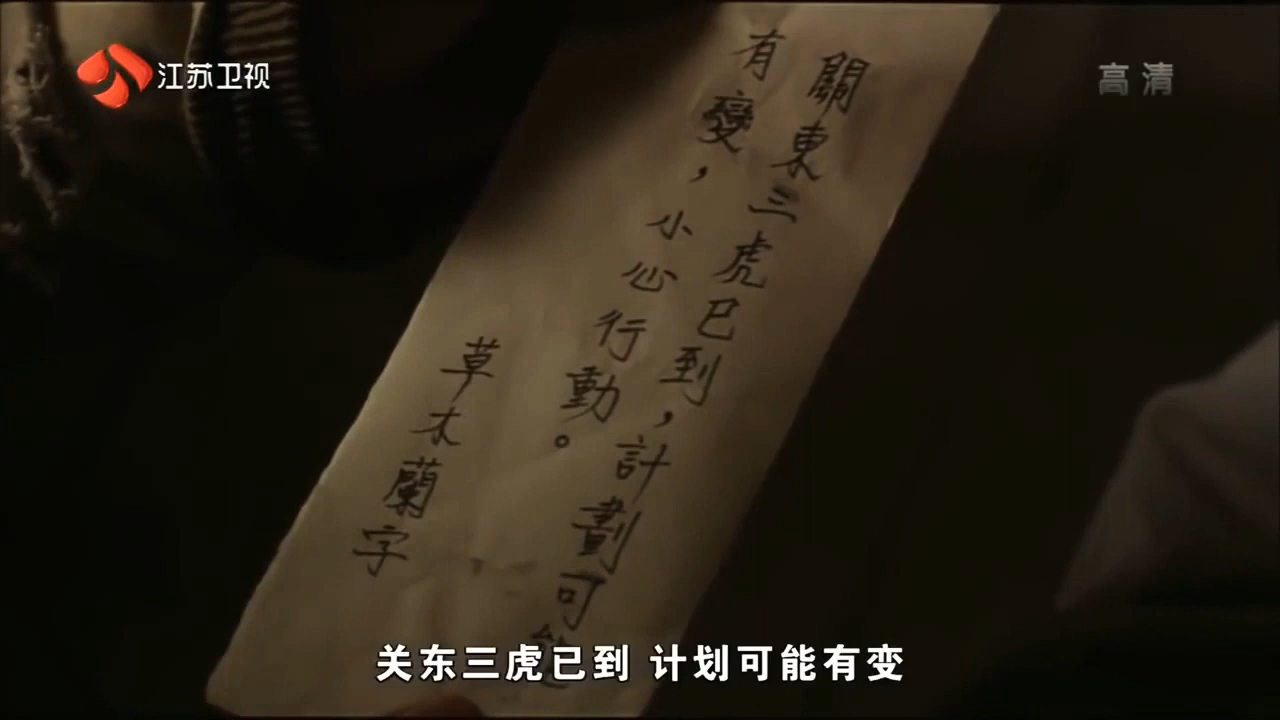 江苏卫视
高清
關東三虎已到，計劃可能
有變，小心行動。
草木蘭字
关东三虎已到 计划可能有变